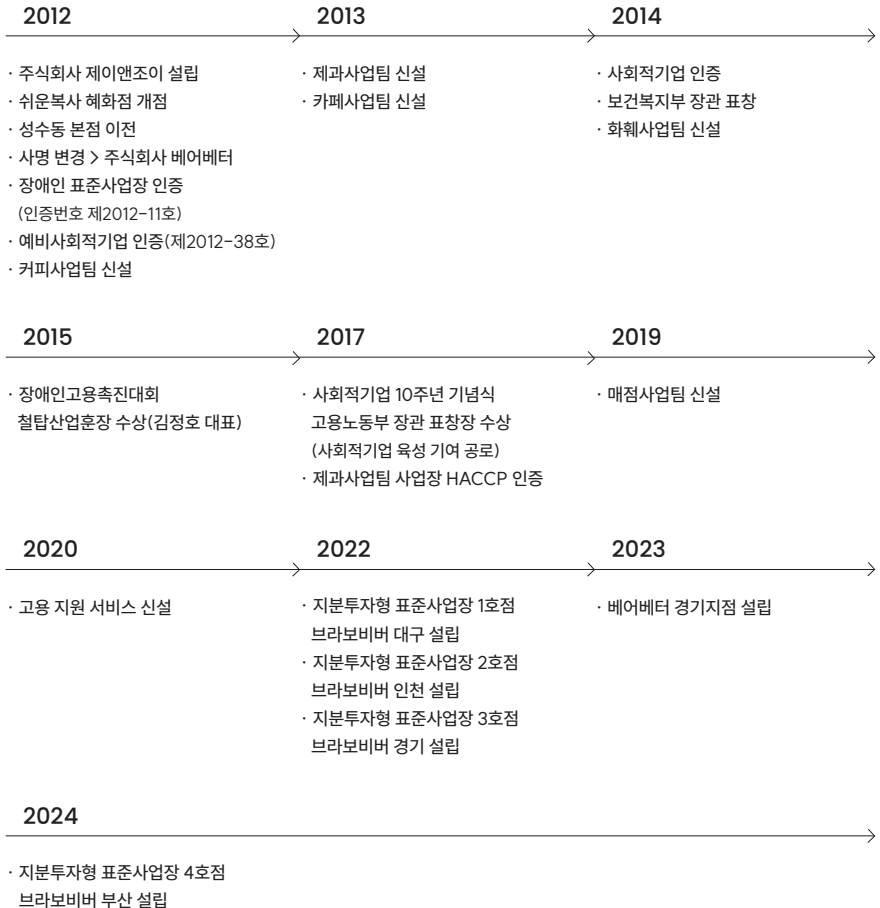 2012
· 주식회사 제이앤조이 설립
· 쉬운복사 혜화점 개점
· 성수동 본점 이전
· 사명 변경 > 주식회사 베어베터
· 장애인 표준사업장 인증
(인증번호 제2012-11호)
· 예비사회적기업 인증(제2012-38호)
· 커피사업팀 신설
2013
· 제과사업팀 신설
· 카페사업팀 신설
2014
· 사회적기업 인증
· 보건복지부 장관 표창
· 화훼사업팀 신설
2015
· 장애인고용촉진대회
철탑산업훈장 수상(김정호 대표)
2017
· 사회적기업 10주년 기념식
고용노동부 장관 표창장 수상
(사회적기업 육성 기여 공로)
· 제과사업팀 사업장 HACCP 인증
2019
· 매점사업팀 신설
2020
· 고용 지원 서비스 신설
2022
· 지분투자형 표준사업장 1호점
브라보비버 대구 설립
· 지분투자형 표준사업장 2호점
브라보비버 인천 설립
· 지분투자형 표준사업장 3호점
브라보비버 경기 설립
2023
· 베어베터 경기지점 설립
2024
· 지분투자형 표준사업장 4호점
브라보비버 부산 설립